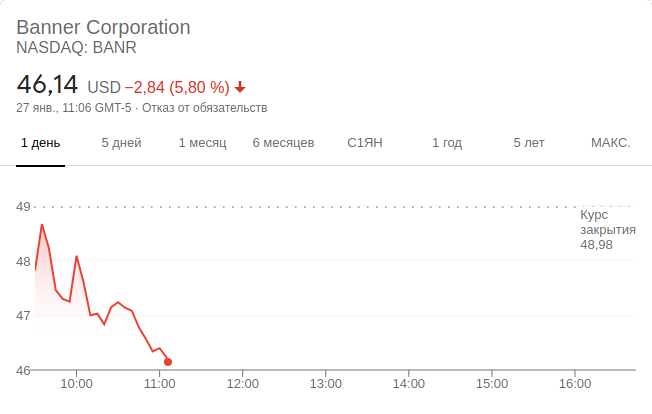 Banner Corporation
NASDAQ: BANR
46,14 USD −2,84 (5,80 %)
27 янв., 11:06 GMT-5 · Отказ от обязательств
1 день 5 дней 1 месяц 6 месяцев С1ЯН 1 год 5 лет МАКС.
49
Курс
закрытия
48,98
48
47
46
10:00 11:00 12:00 13:00 14:00 15:00 16:00